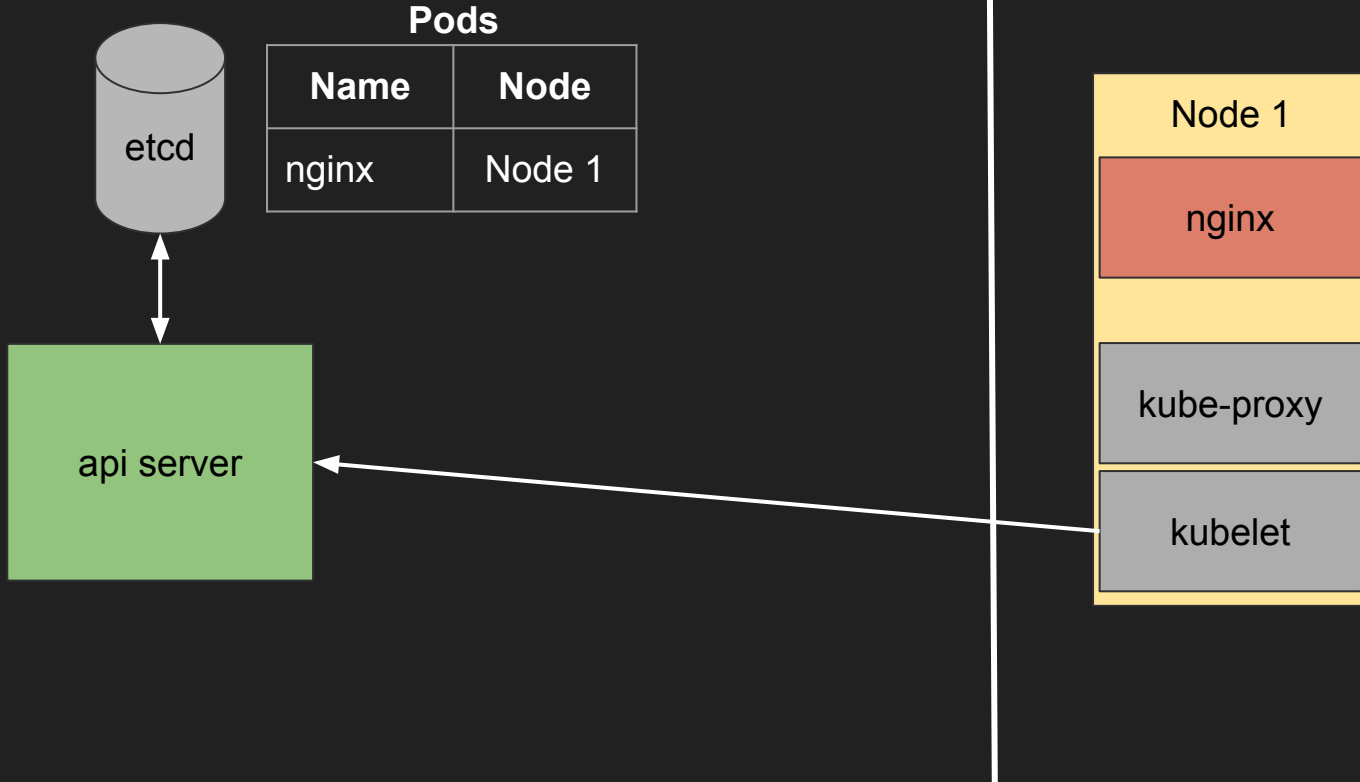 Pods
Name Node
nginx Node 1
etcd
api server
Node 1
nginx
kube-proxy
kubelet